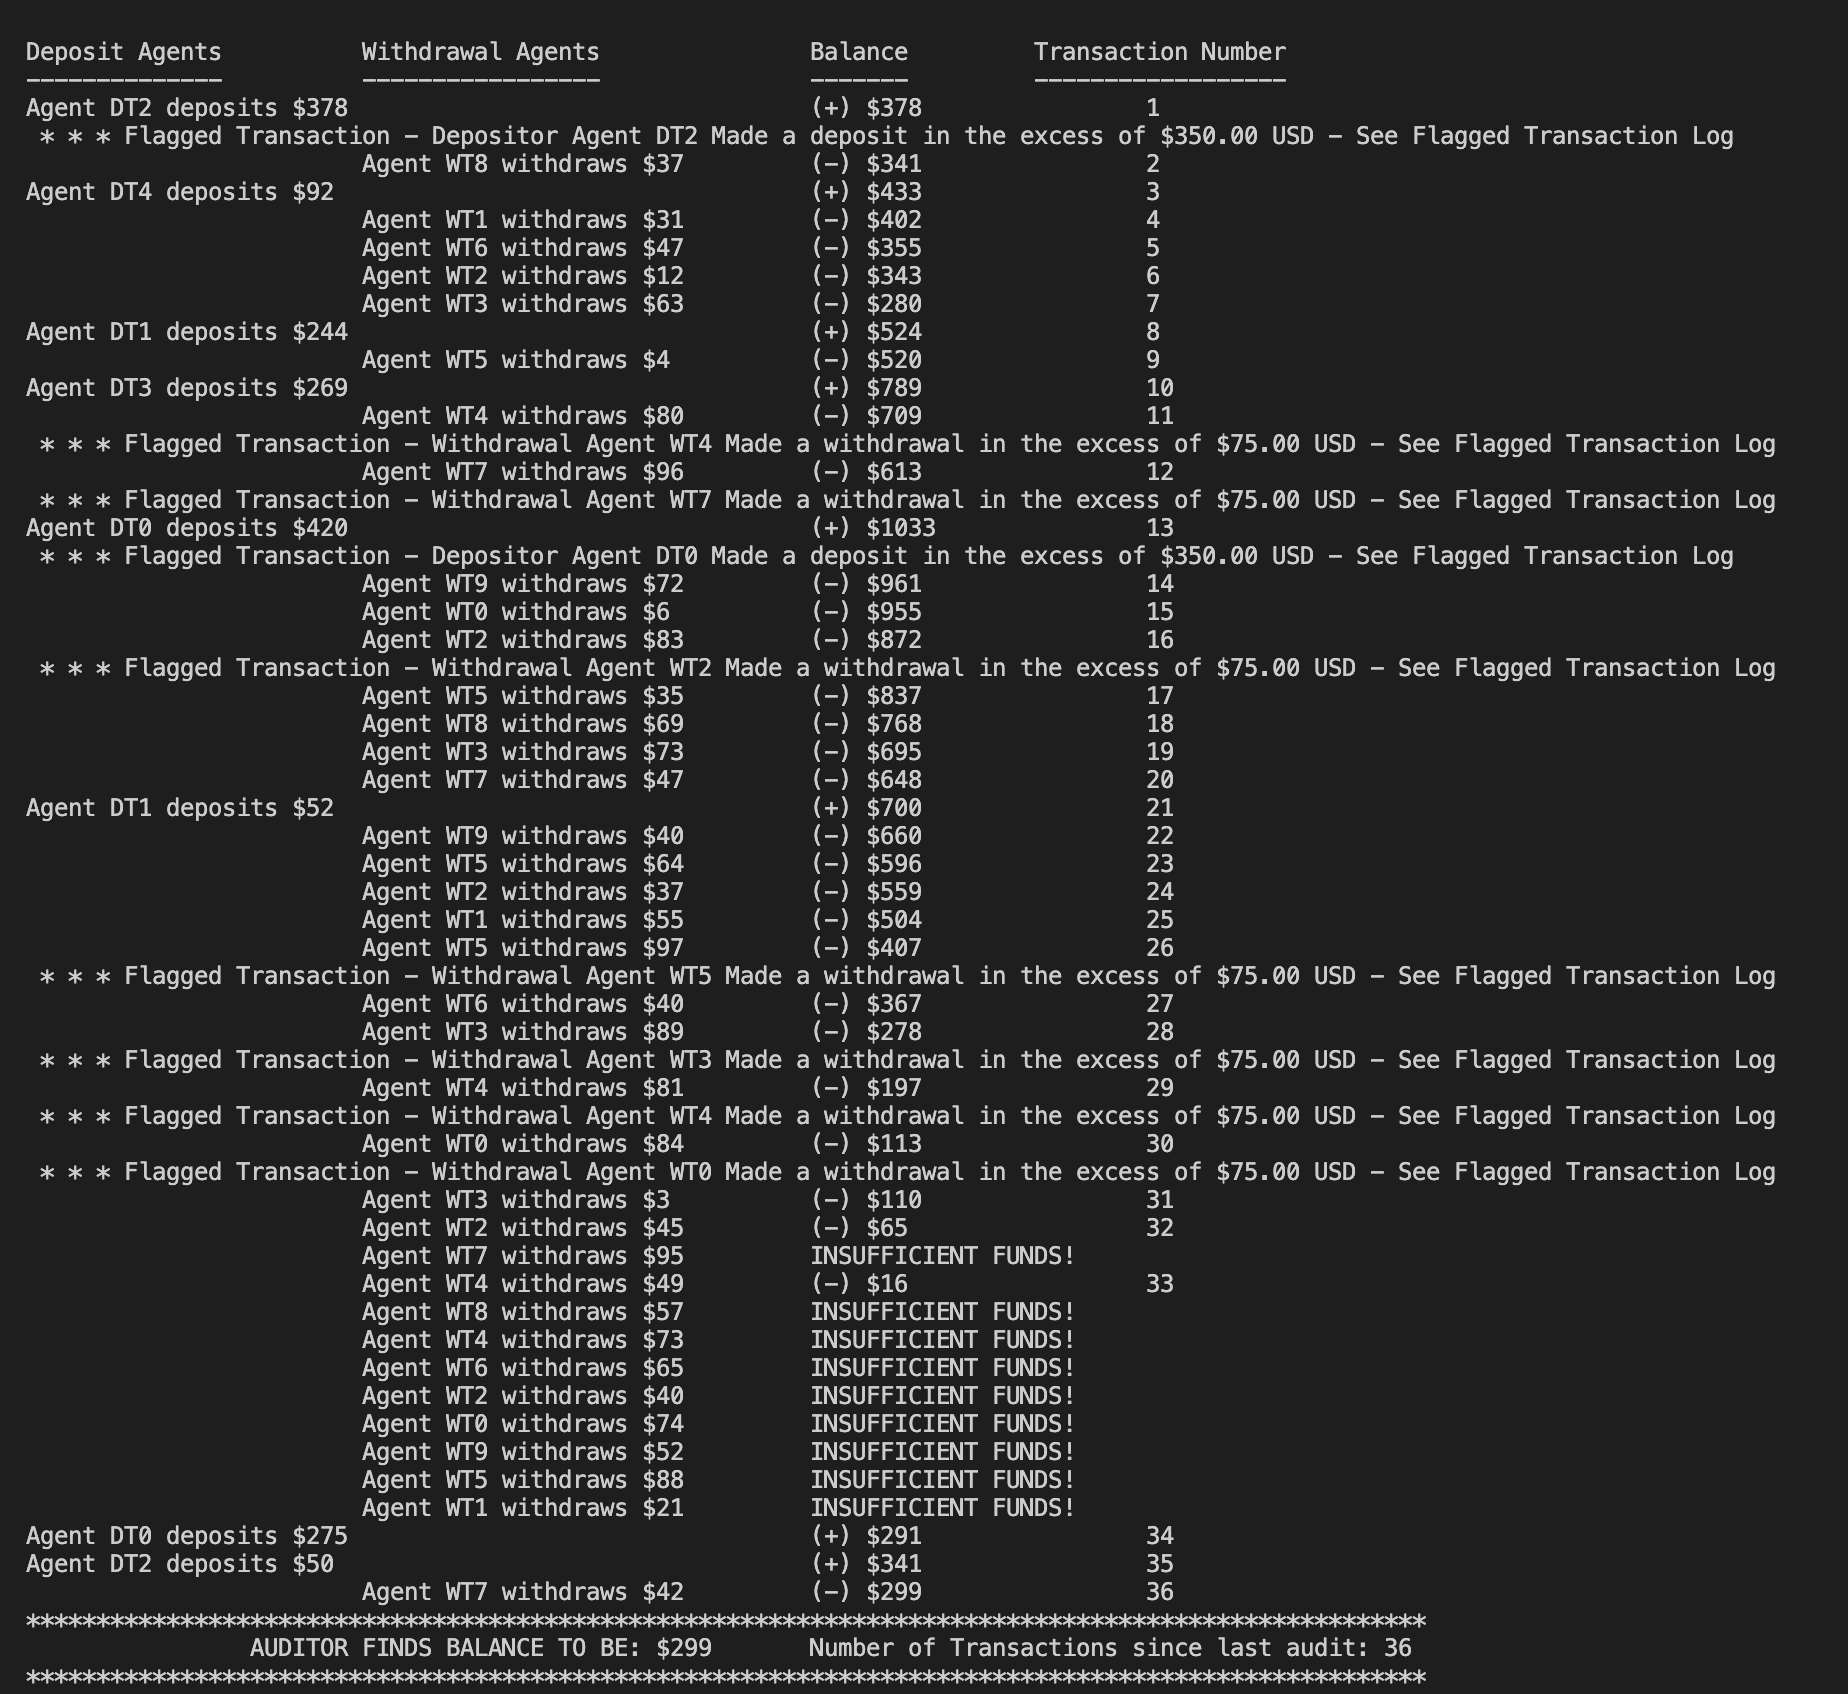 Deposit Agents          Withdrawal Agents               Balance         Transaction Number
--------------          -----------------               -------         ------------------
Agent DT2 deposits $378                                 (+) $378                1
 * * * Flagged Transaction - Depositor Agent DT2 Made a deposit in the excess of $350.00 USD - See Flagged Transaction Log
                        Agent WT8 withdraws $37         (-) $341                2
Agent DT4 deposits $92                                  (+) $433                3
                        Agent WT1 withdraws $31         (-) $402                4
                        Agent WT6 withdraws $47         (-) $355                5
                        Agent WT2 withdraws $12         (-) $343                6
                        Agent WT3 withdraws $63         (-) $280                7
Agent DT1 deposits $244                                 (+) $524                8
                        Agent WT5 withdraws $4          (-) $520                9
Agent DT3 deposits $269                                 (+) $789                10
                        Agent WT4 withdraws $80         (-) $709                11
 * * * Flagged Transaction - Withdrawal Agent WT4 Made a withdrawal in the excess of $75.00 USD - See Flagged Transaction Log
                        Agent WT7 withdraws $96         (-) $613                12
 * * * Flagged Transaction - Withdrawal Agent WT7 Made a withdrawal in the excess of $75.00 USD - See Flagged Transaction Log
Agent DT0 deposits $420                                 (+) $1033               13
 * * * Flagged Transaction - Depositor Agent DT0 Made a deposit in the excess of $350.00 USD - See Flagged Transaction Log
                        Agent WT9 withdraws $72         (-) $961                14
                        Agent WT0 withdraws $6          (-) $955                15
                        Agent WT2 withdraws $83         (-) $872                16
 * * * Flagged Transaction - Withdrawal Agent WT2 Made a withdrawal in the excess of $75.00 USD - See Flagged Transaction Log
                        Agent WT5 withdraws $35         (-) $837                17
                        Agent WT8 withdraws $69         (-) $768                18
                        Agent WT3 withdraws $73         (-) $695                19
                        Agent WT7 withdraws $47         (-) $648                20
Agent DT1 deposits $52                                  (+) $700                21
                        Agent WT9 withdraws $40         (-) $660                22
                        Agent WT5 withdraws $64         (-) $596                23
                        Agent WT2 withdraws $37         (-) $559                24
                        Agent WT1 withdraws $55         (-) $504                25
                        Agent WT5 withdraws $97         (-) $407                26
 * * * Flagged Transaction - Withdrawal Agent WT5 Made a withdrawal in the excess of $75.00 USD - See Flagged Transaction Log
                        Agent WT6 withdraws $40         (-) $367                27
                        Agent WT3 withdraws $89         (-) $278                28
 * * * Flagged Transaction - Withdrawal Agent WT3 Made a withdrawal in the excess of $75.00 USD - See Flagged Transaction Log
                        Agent WT4 withdraws $81         (-) $197                29
 * * * Flagged Transaction - Withdrawal Agent WT4 Made a withdrawal in the excess of $75.00 USD - See Flagged Transaction Log
                        Agent WT0 withdraws $84         (-) $113                30
 * * * Flagged Transaction - Withdrawal Agent WT0 Made a withdrawal in the excess of $75.00 USD - See Flagged Transaction Log
                        Agent WT3 withdraws $3          (-) $110                31
                        Agent WT2 withdraws $45         (-) $65                 32
                        Agent WT7 withdraws $95         INSUFFICIENT FUNDS!
                        Agent WT4 withdraws $49         (-) $16                 33
                        Agent WT8 withdraws $57         INSUFFICIENT FUNDS!
                        Agent WT4 withdraws $73         INSUFFICIENT FUNDS!
                        Agent WT6 withdraws $65         INSUFFICIENT FUNDS!
                        Agent WT2 withdraws $40         INSUFFICIENT FUNDS!
                        Agent WT0 withdraws $74         INSUFFICIENT FUNDS!
                        Agent WT9 withdraws $52         INSUFFICIENT FUNDS!
                        Agent WT5 withdraws $88         INSUFFICIENT FUNDS!
                        Agent WT1 withdraws $21         INSUFFICIENT FUNDS!
Agent DT0 deposits $275                                 (+) $291                34
Agent DT2 deposits $50                                  (+) $341                35
                        Agent WT7 withdraws $42         (-) $299                36
****************************************************************************************************
                AUDITOR FINDS BALANCE TO BE: $299       Number of Transactions since last audit: 36
****************************************************************************************************